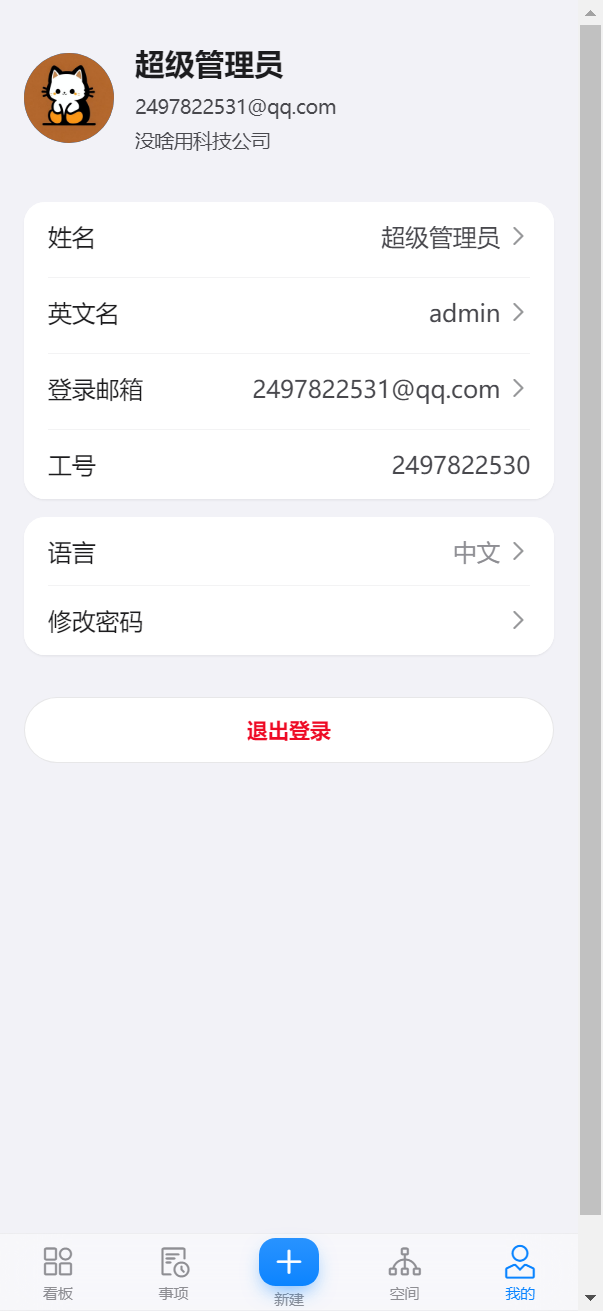 超级管理员
2497822531@qq.com
没啥用科技公司
姓名 超级管理员
英文名 admin
登录邮箱 2497822531@qq.com
工号 2497822530
语言 中文
修改密码
退出登录
看板 事项 新建 空间 我的